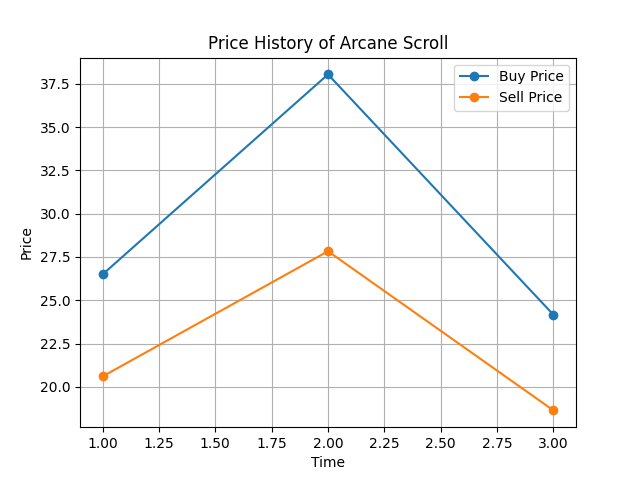 Price History of Arcane Scroll
Buy Price
Sell Price
Price
37.5
35.0
32.5
30.0
27.5
25.0
22.5
20.0
1.00 1.25 1.50 1.75 2.00 2.25 2.50 2.75 3.00
Time